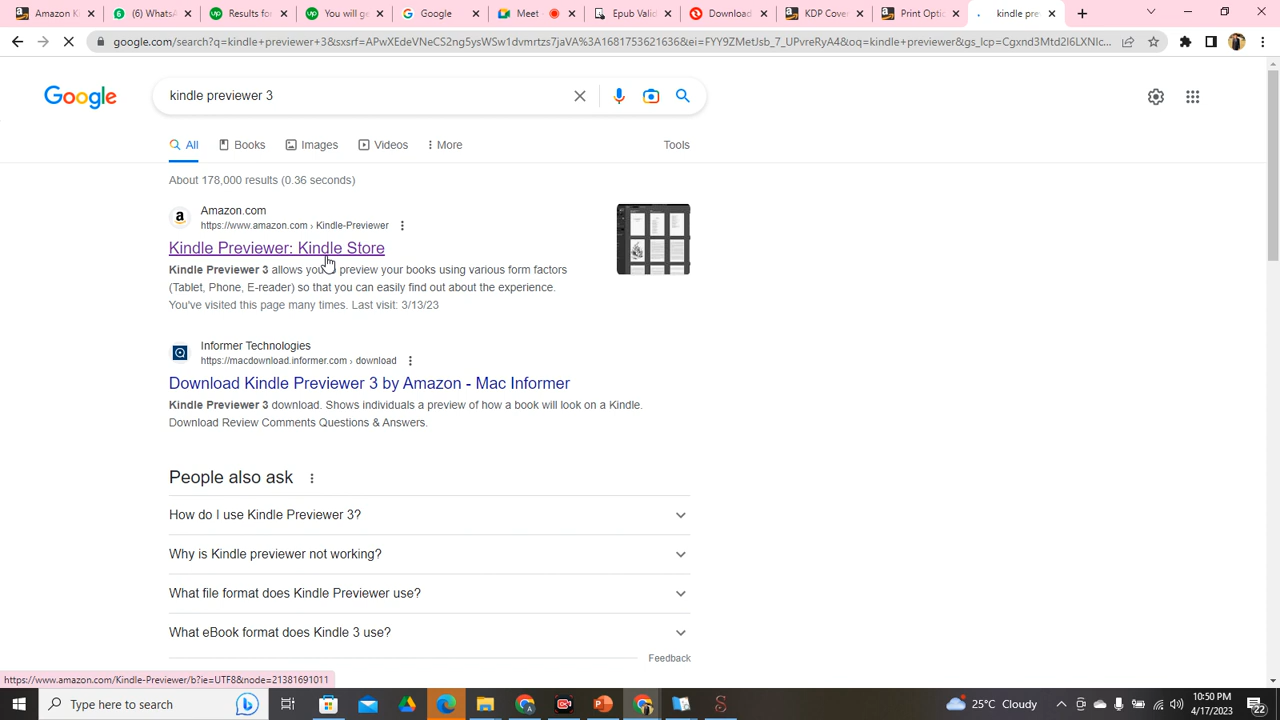 Amazon K
(6) Whats
Results fo
You will ge
Google
Meet
Epub Vali
Download
KDP Cove
Print Optic
kindle pre
google.com/search?q=kindle+previewer+3&sxsrf=APwXEdeVNeCS2ng5ysWSw1dvmrtzs7jaVA%3A1681753621636&ei=FYY9ZMetJsb_7_UPvreRyA4&oq=kindle+previewer&gs_lcp=Cgxnd3Mtd2l6LXNlc...
Google
kindle previewer 3
All
Books
Images
Videos
More
Tools
About 178,000 results (0.36 seconds)
Amazon.com
https://www.amazon.com › Kindle-Previewer
Kindle Previewer: Kindle Store
Kindle Previewer 3 allows you preview your books using various form factors
(Tablet, Phone, E-reader) so that you can easily find out about the experience.
You've visited this page many times. Last visit: 3/13/23
Informer Technologies
https://macdownload.informer.com › download
Download Kindle Previewer 3 by Amazon - Mac Informer
Kindle Previewer 3 download. Shows individuals a preview of how a book will look on a Kindle.
Download Review Comments Questions & Answers.
People also ask
How do I use Kindle Previewer 3?
Why is Kindle previewer not working?
What file format does Kindle Previewer use?
What eBook format does Kindle 3 use?
Feedback
https://www.amazon.com/Kindle-Previewer/b?ie=UTF8&node=21381691011
Type here to search
25°C Cloudy
10:50 PM
4/17/2023
22